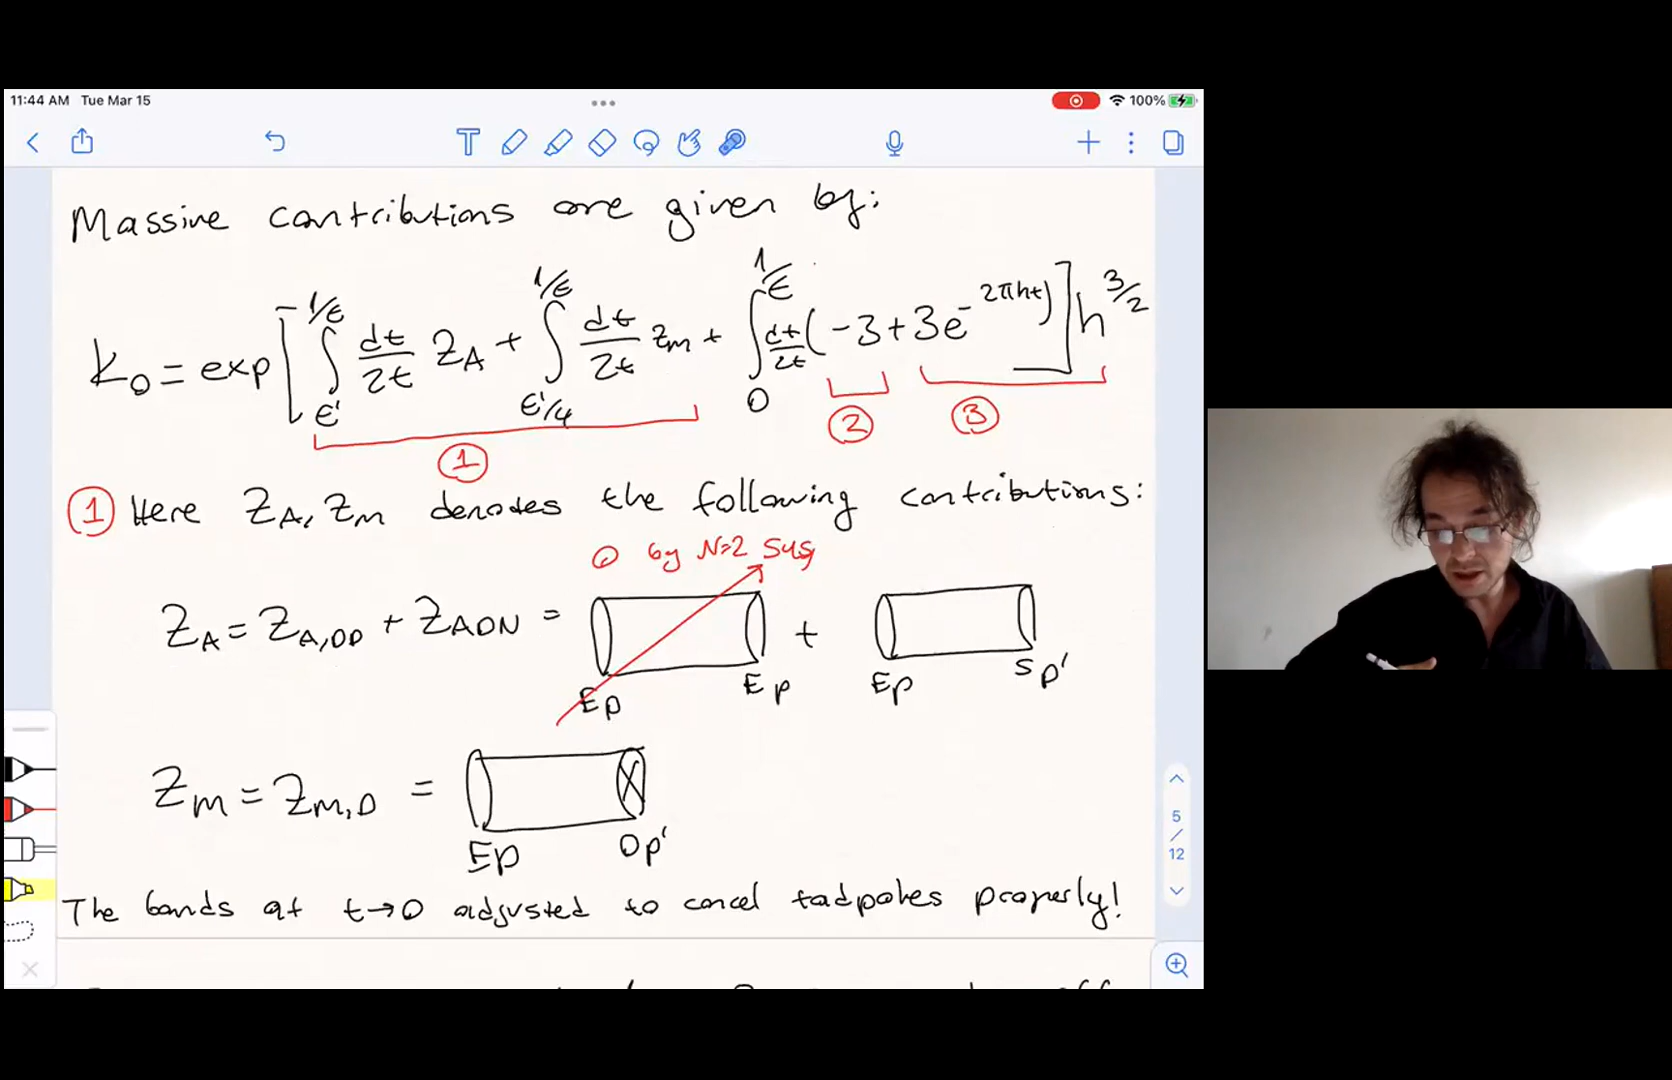 11:44 AM Tue Mar 15
100%
Massive contributions are given by:
K₀ = exp[ ∫_{ϵ'}^{1/ϵ} dt/2t Z_A + ∫_{ϵ'/4}^{1/ϵ} dt/2t Z_M + ∫_0^{1/ϵ} dt/2t (-3 + 3e^{-2πht}) ] h^{3/2}
① ② ③
① Here Z_A, Z_M denotes the following contributions:
0 by N=2 Sus
Z_A = Z_{A,DD} + Z_{ADN} = +
Ep Ep Ep Sp'
Z_M = Z_{M,D} =
Ep Op'
The bonds at t→0 adjusted to cancel tadpoles properly!
5
/
12